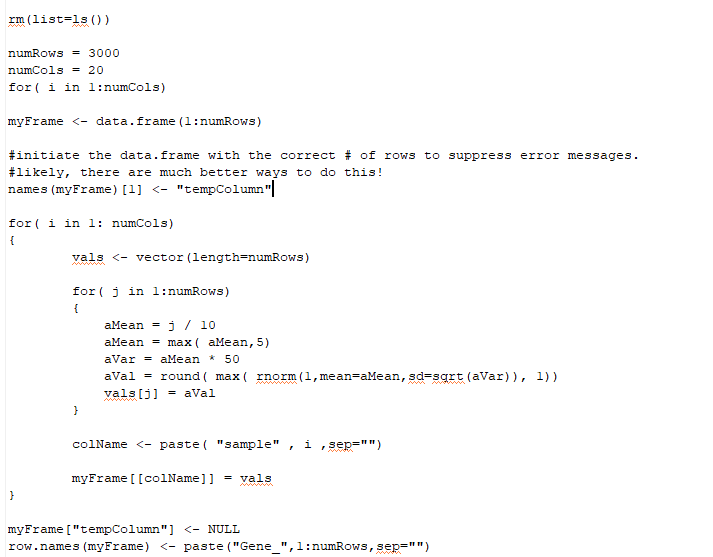 rm(list=ls())
numRows = 3000
numCols = 20
for( i in 1:numCols)
myFrame <- data.frame(1:numRows)
#initiate the data.frame with the correct # of rows to suppress error messages.
#likely, there are much better ways to do this!
names(myFrame)[1] <- "tempColumn"
for( i in 1: numCols)
{
vals <- vector(length=numRows)
for( j in 1:numRows)
{
aMean = j / 10
aMean = max( aMean,5)
aVar = aMean * 50
aVal = round( max( rnorm(1,mean=aMean,sd=sqrt(aVar)), 1))
vals[j] = aVal
}
colName <- paste( "sample" , i ,sep="")
myFrame[[colName]] = vals
}
myFrame["tempColumn"] <- NULL
row.names(myFrame) <- paste("Gene_",1:numRows,sep="")